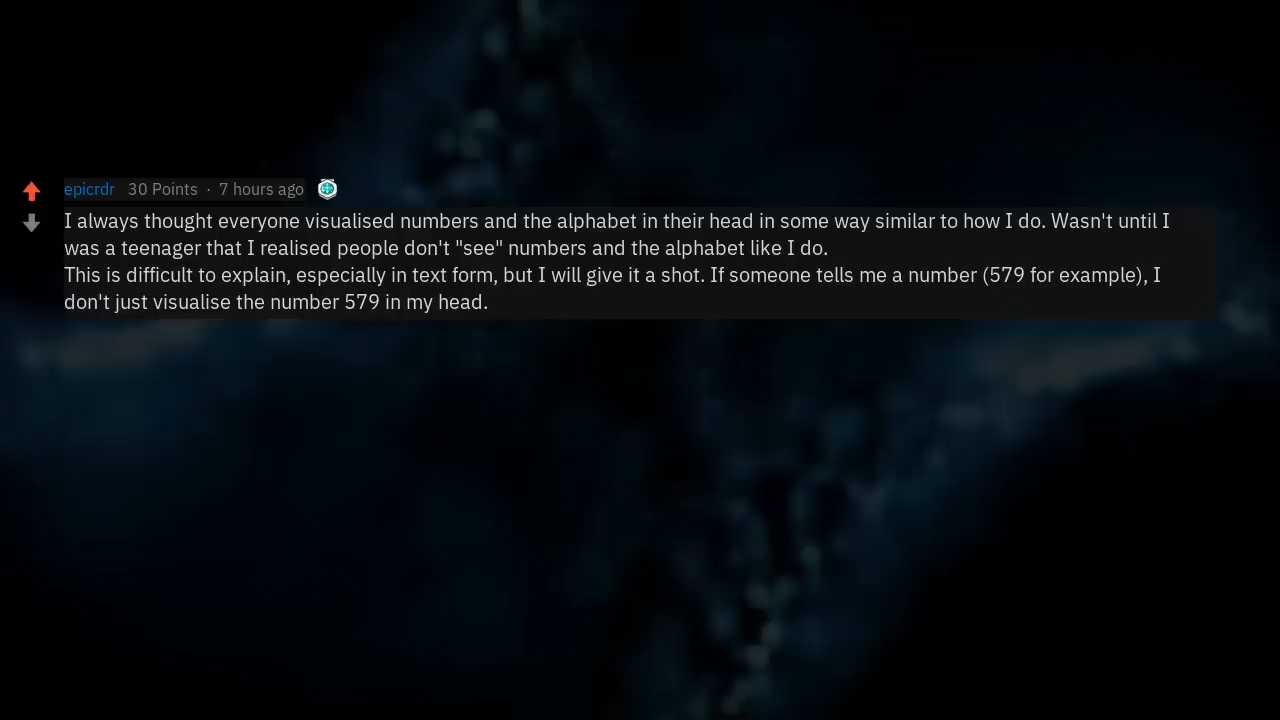 epicrdr 30 Points · 7 hours ago
I always thought everyone visualised numbers and the alphabet in their head in some way similar to how I do. Wasn't until I
was a teenager that I realised people don't "see" numbers and the alphabet like I do.
This is difficult to explain, especially in text form, but I will give it a shot. If someone tells me a number (579 for example), I
don't just visualise the number 579 in my head.